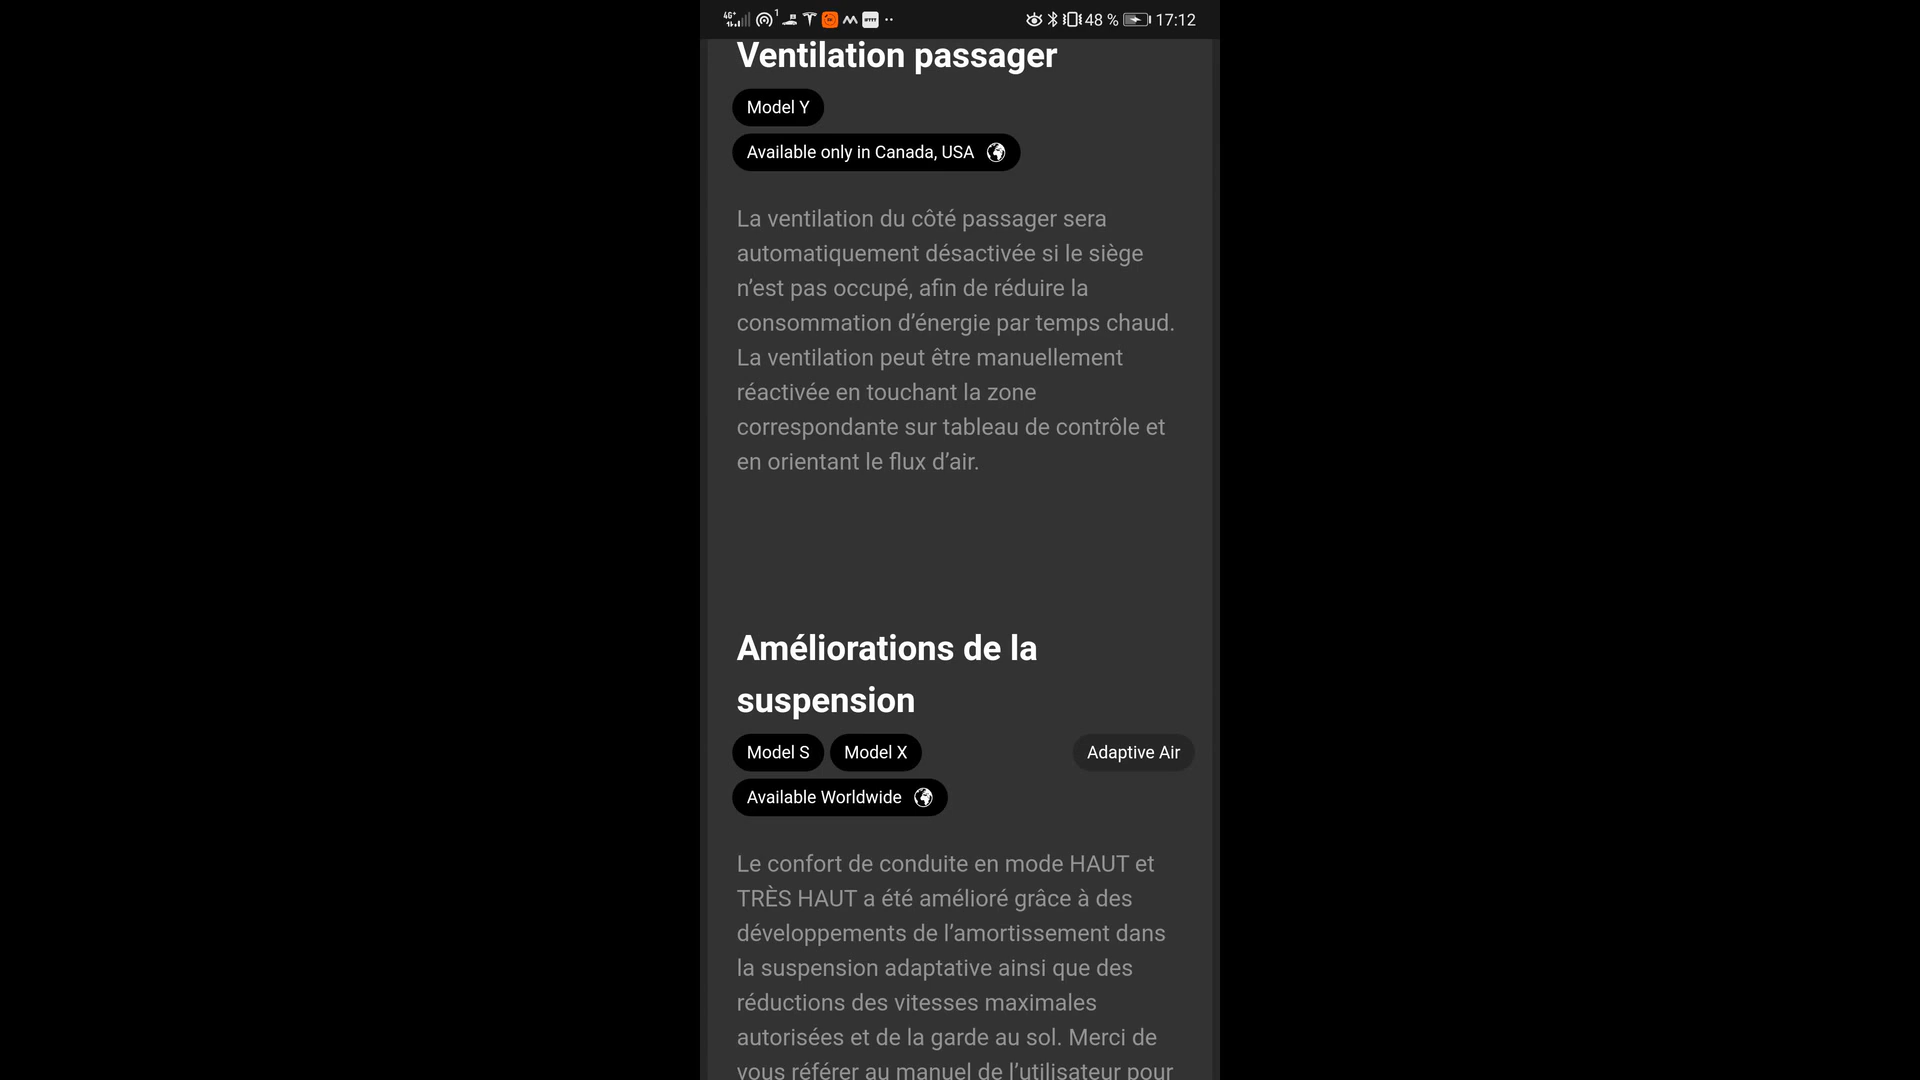 4G+ 1 48 % 17:12
Ventilation passager
Model Y
Available only in Canada, USA
La ventilation du côté passager sera
automatiquement désactivée si le siège
n’est pas occupé, afin de réduire la
consommation d’énergie par temps chaud.
La ventilation peut être manuellement
réactivée en touchant la zone
correspondante sur tableau de contrôle et
en orientant le flux d’air.
Améliorations de la
suspension
Model S Model X Adaptive Air
Available Worldwide
Le confort de conduite en mode HAUT et
TRÈS HAUT a été amélioré grâce à des
développements de l’amortissement dans
la suspension adaptative ainsi que des
réductions des vitesses maximales
autorisées et de la garde au sol. Merci de
vous référer au manuel de l’utilisateur pour